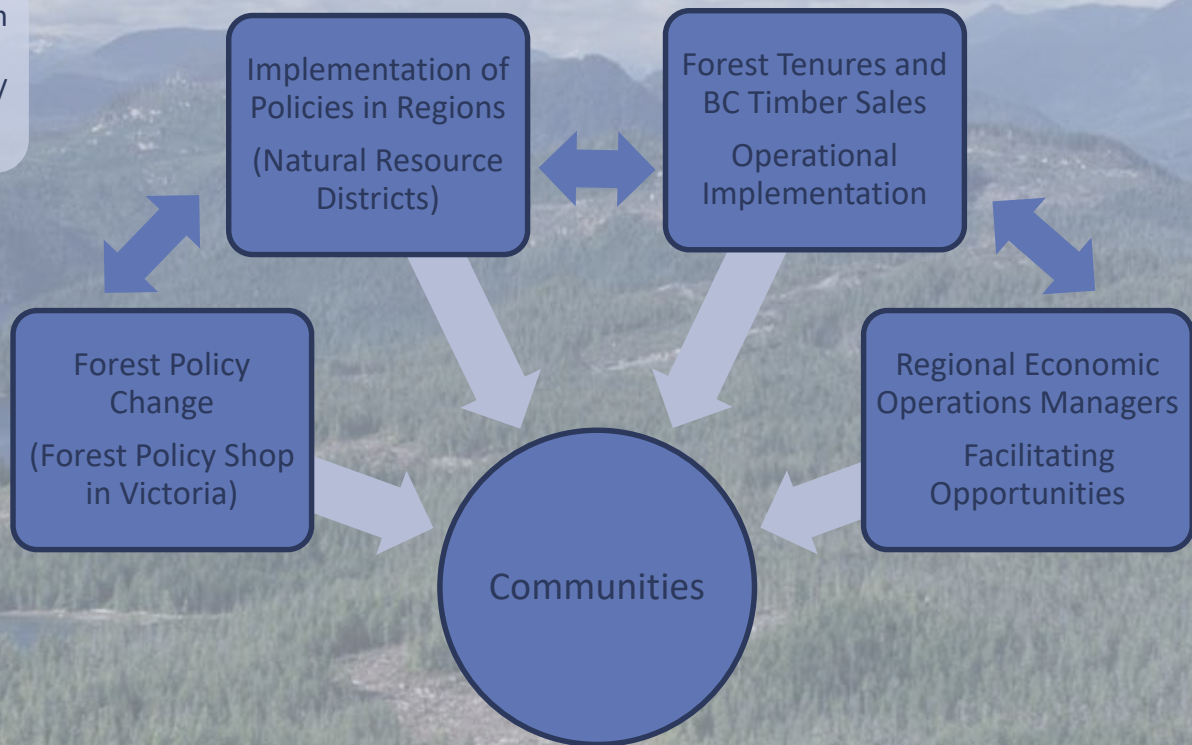 Implementation of
Policies in Regions
(Natural Resource
Districts)
Forest Tenures and
BC Timber Sales
Operational
Implementation
Forest Policy
Change
(Forest Policy Shop
in Victoria)
Regional Economic
Operations Managers
Facilitating
Opportunities
Communities